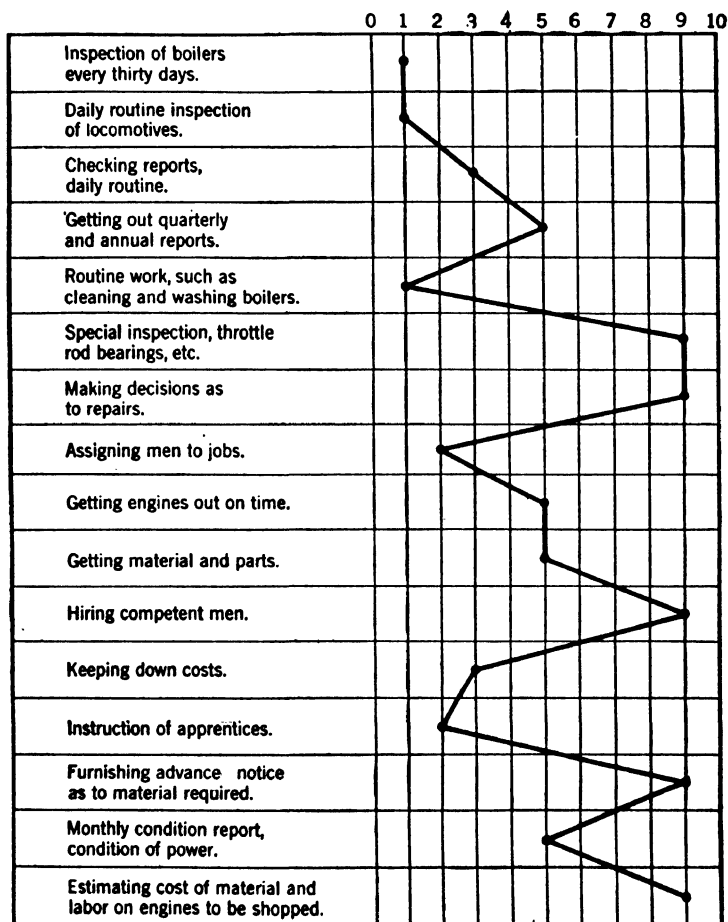 0 1 2 3 4 5 6 7 8 9 10
Inspection of boilers
every thirty days.
Daily routine inspection
of locomotives.
Checking reports,
daily routine.
Getting out quarterly
and annual reports.
Routine work, such as
cleaning and washing boilers.
Special inspection, throttle
rod bearings, etc.
Making decisions as
to repairs.
Assigning men to jobs.
Getting engines out on time.
Getting material and parts.
Hiring competent men.
Keeping down costs.
Instruction of apprentices.
Furnishing advance notice
as to material required.
Monthly condition report,
condition of power.
Estimating cost of material and
labor on engines to be shopped.